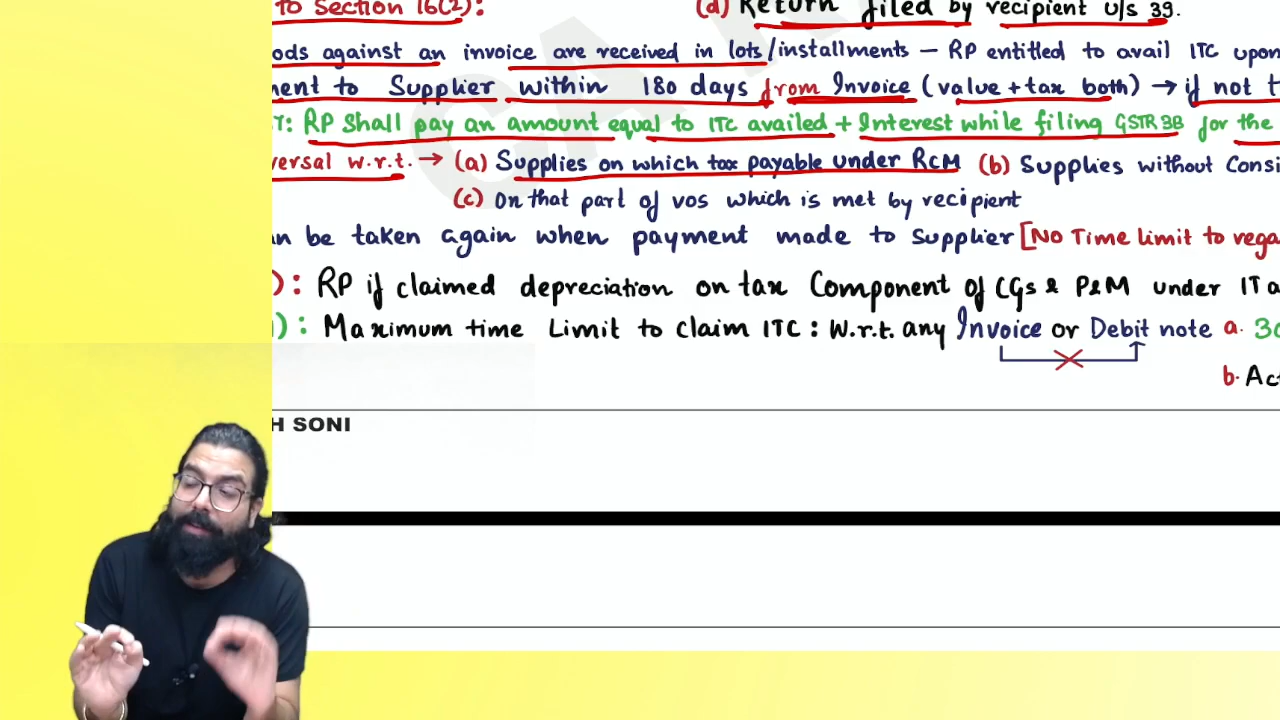 to Section 16(2):
(d) Return filed by recipient u/s 39.
ods against an invoice are received in lots/installments – RP entitled to avail ITC upon
ment to Supplier within 180 days from Invoice (value + tax both) → if not t
T: RP Shall pay an amount equal to ITC availed + Interest while filing GSTR 3B for the
versal w.r.t. → (a) Supplies on which tax payable under RCM (b) Supplies without Consi
(c) On that part of VOS which is met by recipient
an be taken again when payment made to Supplier [No Time limit to rega
): RP if claimed depreciation on tax Component of CGs & P&M under IT a
): Maximum time Limit to claim ITC : W.r.t. any Invoice or Debit note a. 30
b. Act
H SONI